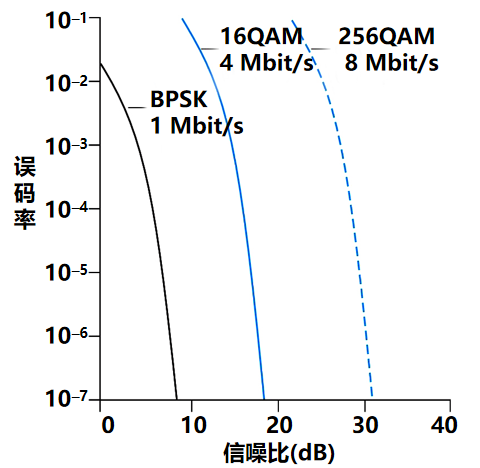 10⁻¹
10⁻²
10⁻³
10⁻⁴
10⁻⁵
10⁻⁶
10⁻⁷
误码率
BPSK
1 Mbit/s
16QAM
4 Mbit/s
256QAM
8 Mbit/s
0 10 20 30 40
信噪比(dB)